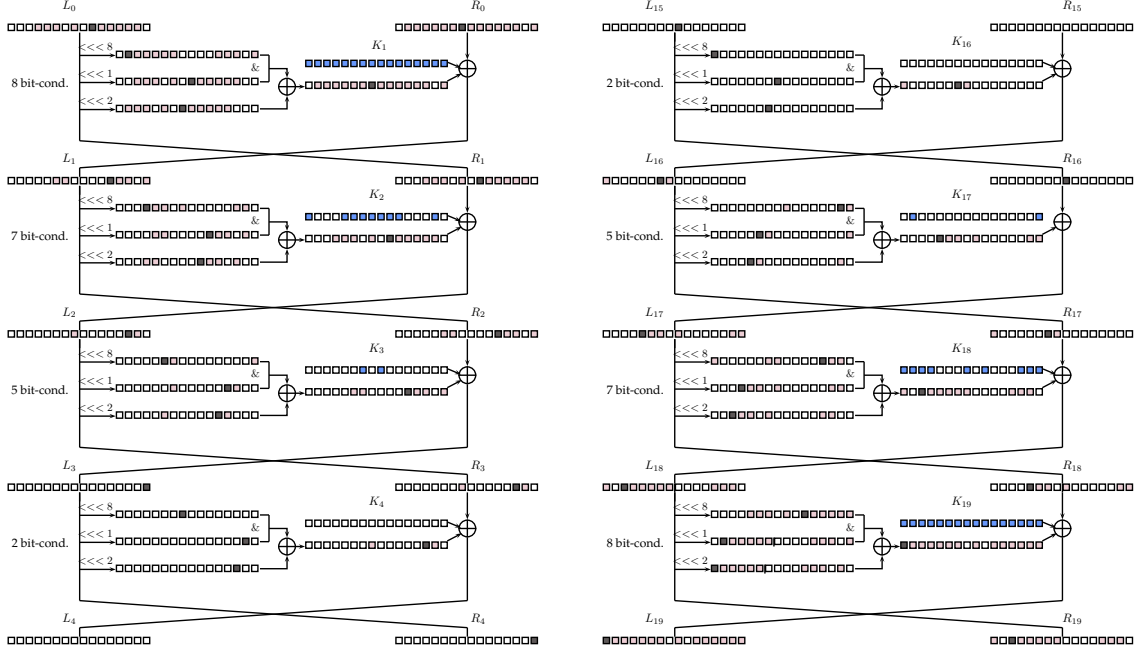 L0 R0 L15 R15
<<< 8 K1 <<< 8 K16
& &
8 bit-cond. <<< 1 2 bit-cond. <<< 1
<<< 2 <<< 2
L1 R1 L16 R16
<<< 8 K2 <<< 8 K17
& &
7 bit-cond. <<< 1 5 bit-cond. <<< 1
<<< 2 <<< 2
L2 R2 L17 R17
<<< 8 K3 <<< 8 K18
& &
5 bit-cond. <<< 1 7 bit-cond. <<< 1
<<< 2 <<< 2
L3 R3 L18 R18
<<< 8 K4 <<< 8 K19
& &
2 bit-cond. <<< 1 8 bit-cond. <<< 1
<<< 2 <<< 2
L4 R4 L19 R19